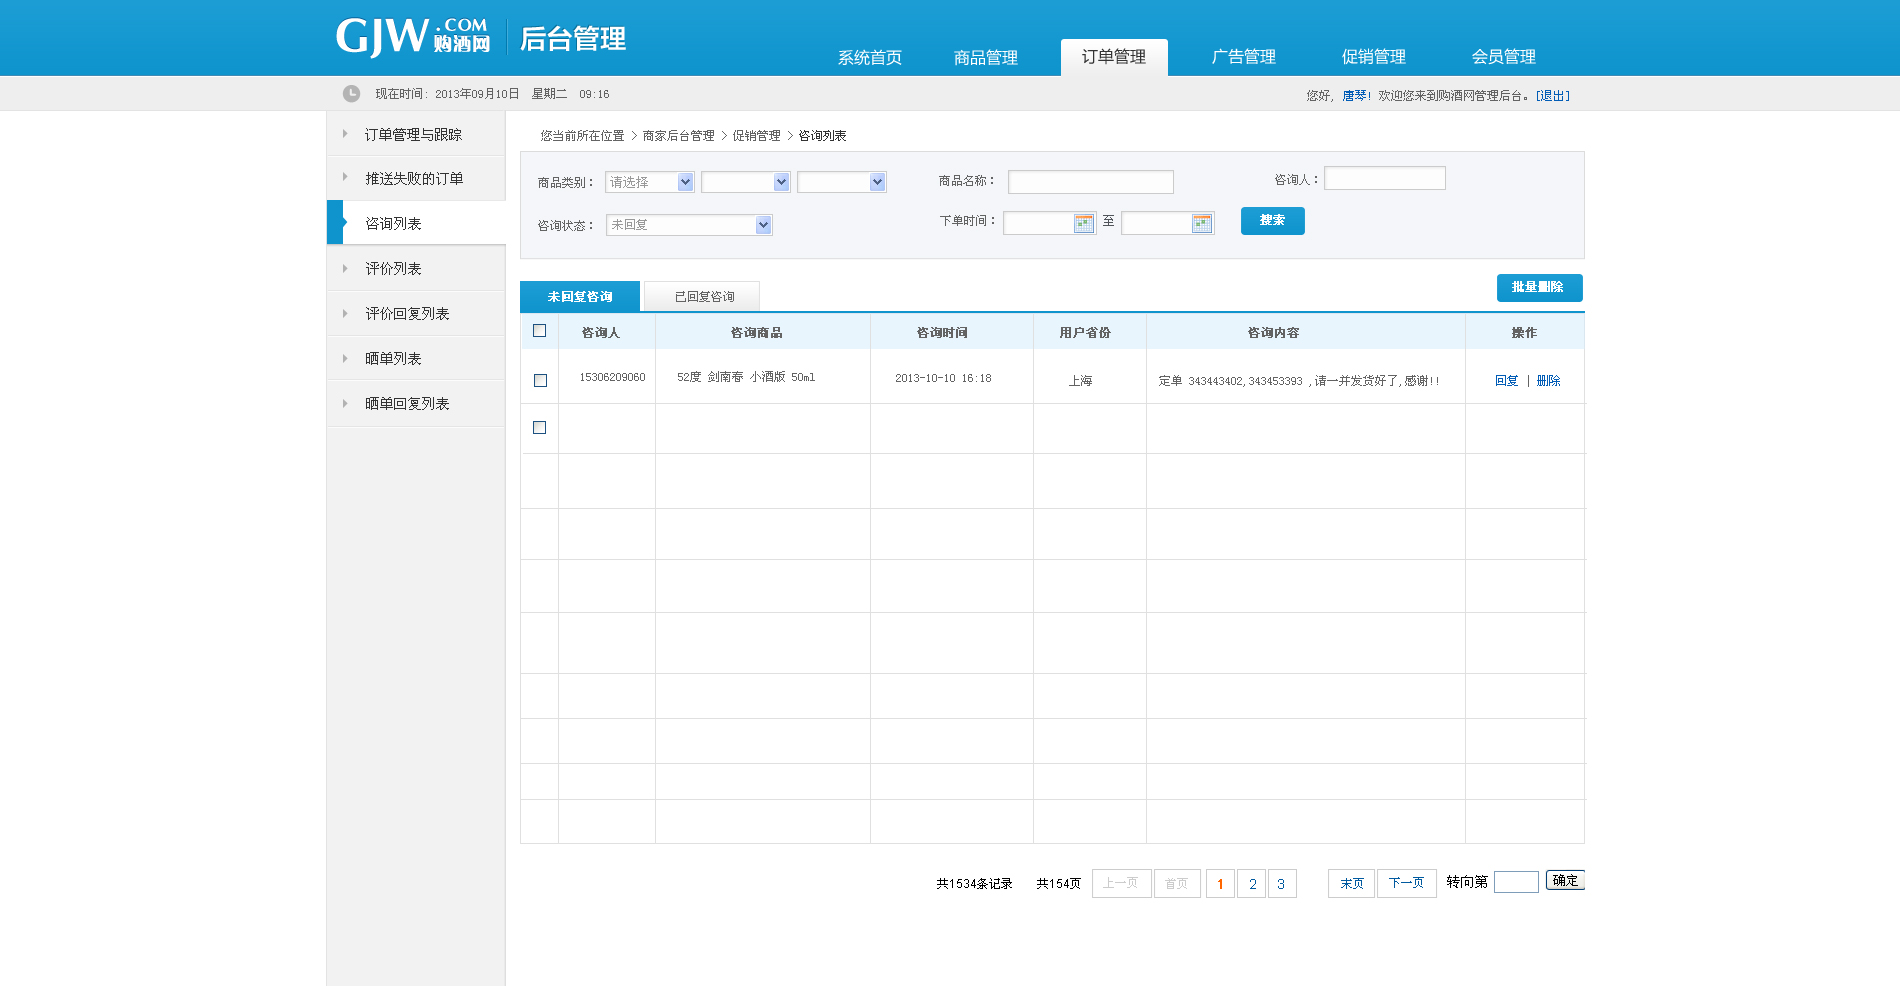 GJW.COM 购酒网 后台管理
系统首页 商品管理 订单管理 广告管理 促销管理 会员管理
现在时间: 2013年09月10日 星期二 09:16
您好, 唐琴! 欢迎您来到购酒网管理后台。[退出]
订单管理与跟踪
推送失败的订单
咨询列表
评价列表
评价回复列表
晒单列表
晒单回复列表
您当前所在位置 > 商家后台管理 > 促销管理 > 咨询列表
商品类别: 请选择 商品名称: 咨询人:
咨询状态: 未回复 下单时间: 至 搜索
未回复咨询 已回复咨询 批量删除
咨询人 咨询商品 咨询时间 用户省份 咨询内容 操作
15306209060 52度 剑南春 小酒版 50ml 2013-10-10 16:18 上海 定单 343443402,343453393 ,请一并发货好了,感谢!! 回复 | 删除
共1534条记录 共154页 上一页 首页 1 2 3 末页 下一页 转向第 确定